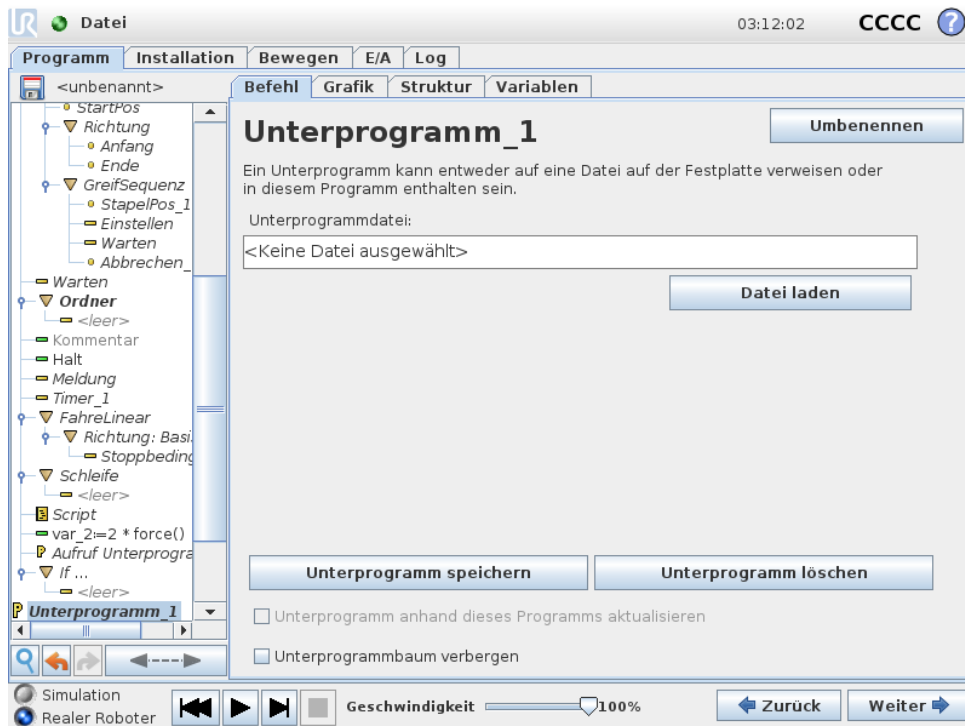 UR Datei 03:12:02 CCCC ?
Programm Installation Bewegen E/A Log
<unbenannt>
Befehl Grafik Struktur Variablen
StartPos
Richtung
Anfang
Ende
GreifSequenz
StapelPos_1
Einstellen
Warten
Abbrechen_
Warten
Ordner
<leer>
Kommentar
Halt
Meldung
Timer_1
FahreLinear
Richtung: Basi
Stoppbeding
Schleife
<leer>
Script
var_2:=2 * force()
P Aufruf Unterprogra
If ...
<leer>
P Unterprogramm_1
Unterprogramm_1
Umbenennen
Ein Unterprogramm kann entweder auf eine Datei auf der Festplatte verweisen oder
in diesem Programm enthalten sein.
Unterprogrammdatei:
<Keine Datei ausgewählt>
Datei laden
Unterprogramm speichern Unterprogramm löschen
Unterprogramm anhand dieses Programms aktualisieren
Unterprogrammbaum verbergen
Simulation
Realer Roboter
Geschwindigkeit 100%
Zurück Weiter